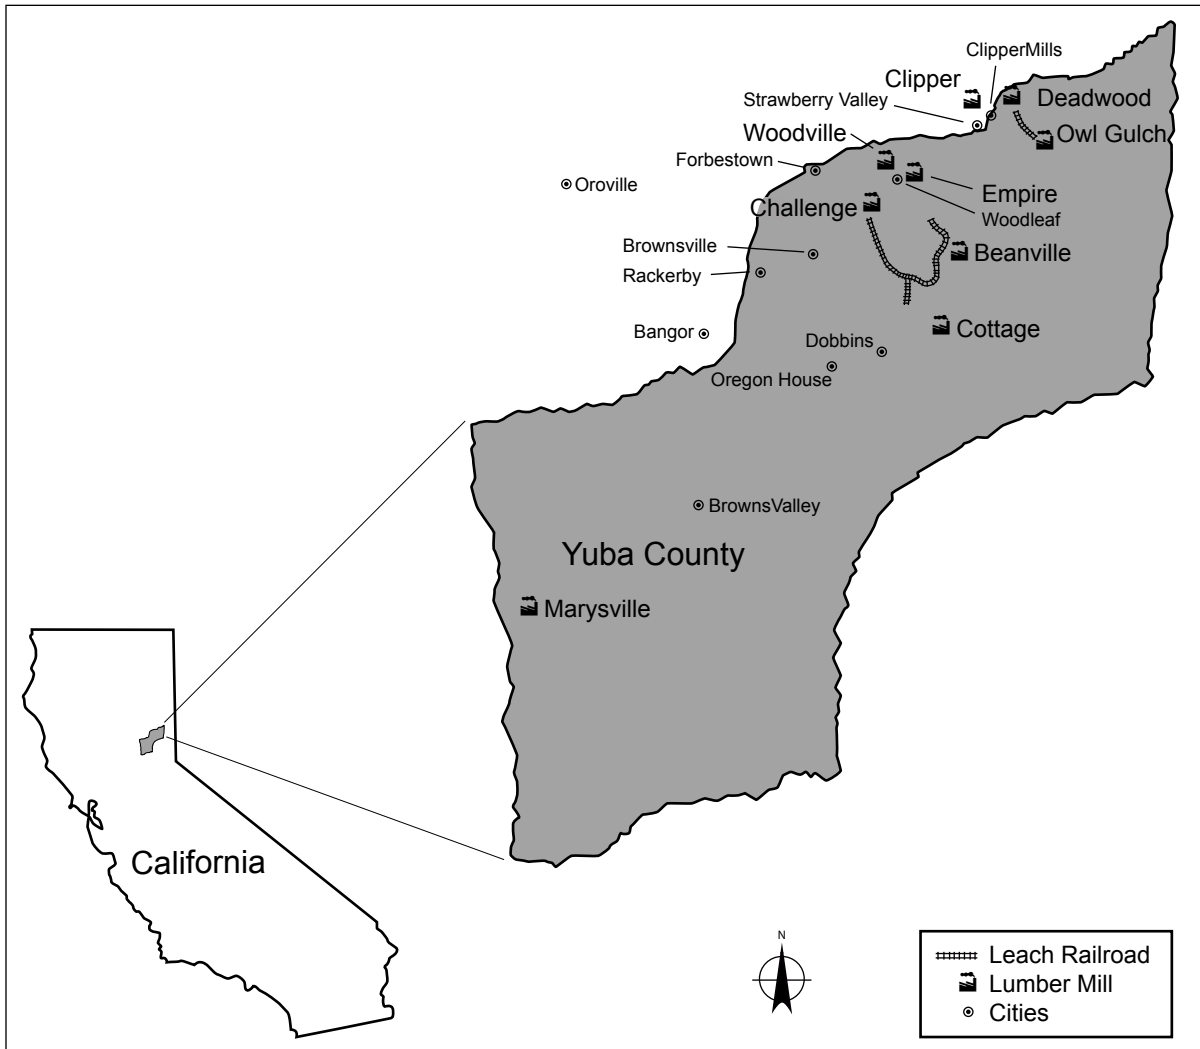 ClipperMills
Clipper
Strawberry Valley
Deadwood
Woodville
Owl Gulch
Forbestown
Oroville
Empire
Challenge
Woodleaf
Brownsville
Beanville
Rackerby
Bangor
Cottage
Dobbins
Oregon House
BrownsValley
Yuba County
Marysville
California
N
Leach Railroad
Lumber Mill
Cities